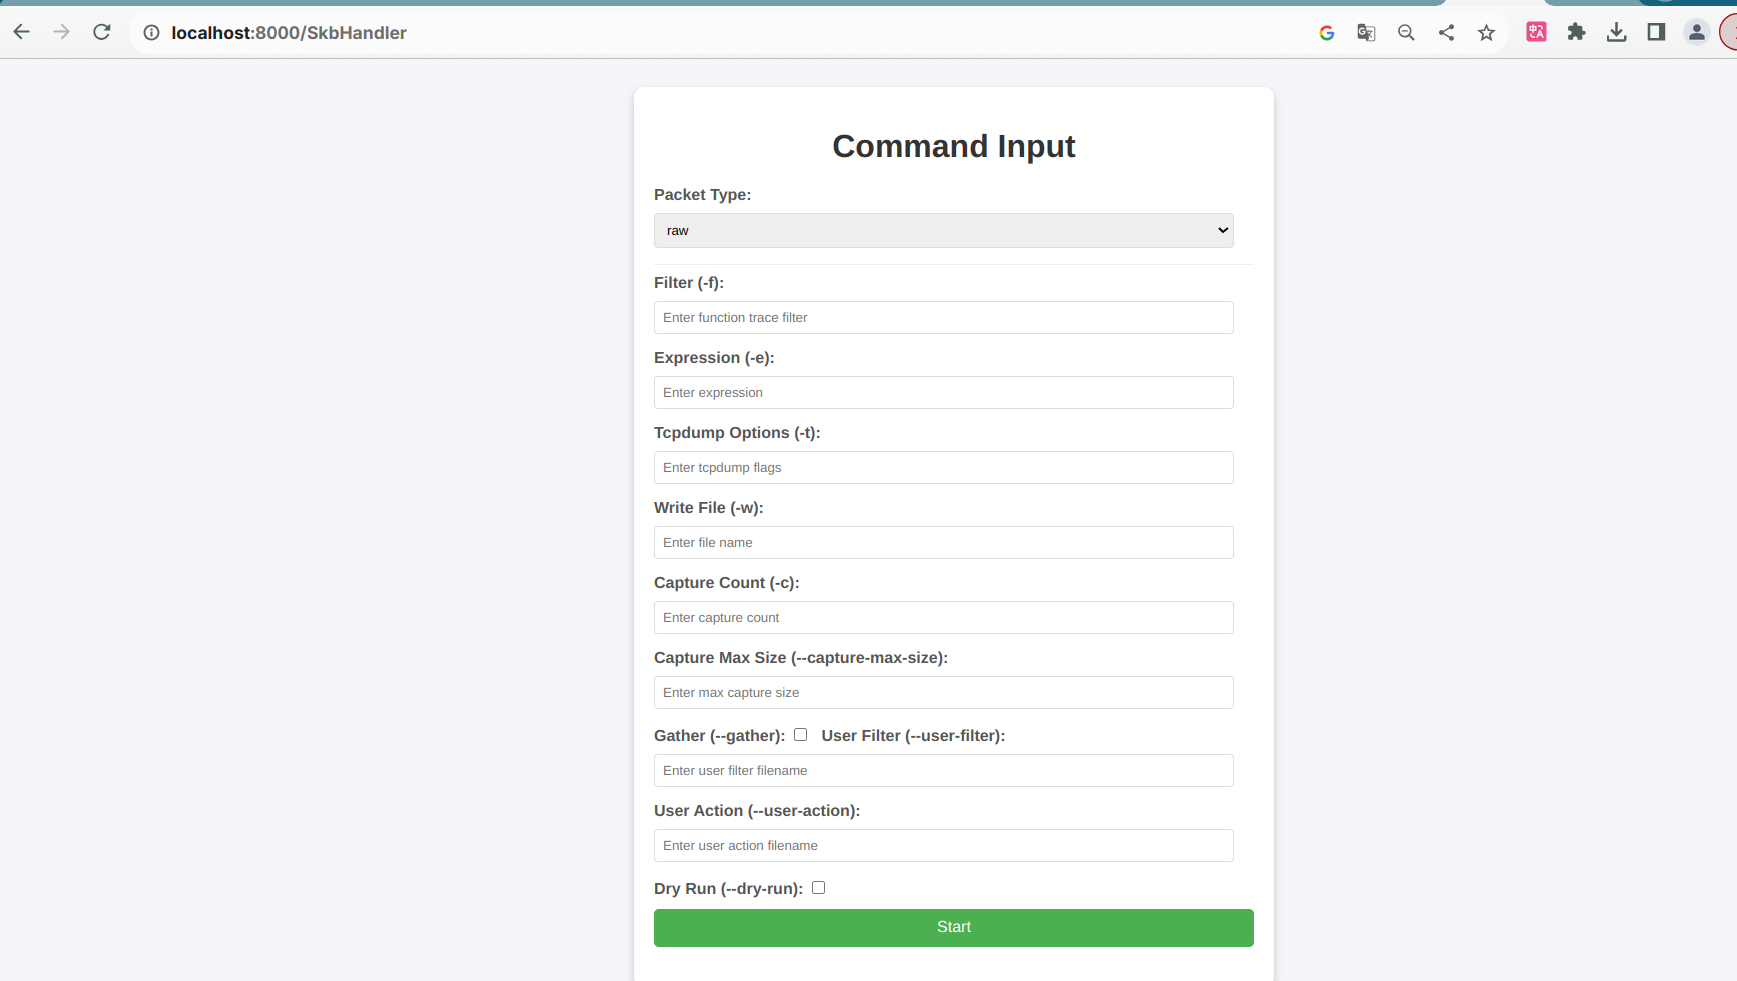 localhost:8000/SkbHandler
Command Input
Packet Type:
raw
Filter (-f):
Enter function trace filter
Expression (-e):
Enter expression
Tcpdump Options (-t):
Enter tcpdump flags
Write File (-w):
Enter file name
Capture Count (-c):
Enter capture count
Capture Max Size (--capture-max-size):
Enter max capture size
Gather (--gather): User Filter (--user-filter):
Enter user filter filename
User Action (--user-action):
Enter user action filename
Dry Run (--dry-run):
Start